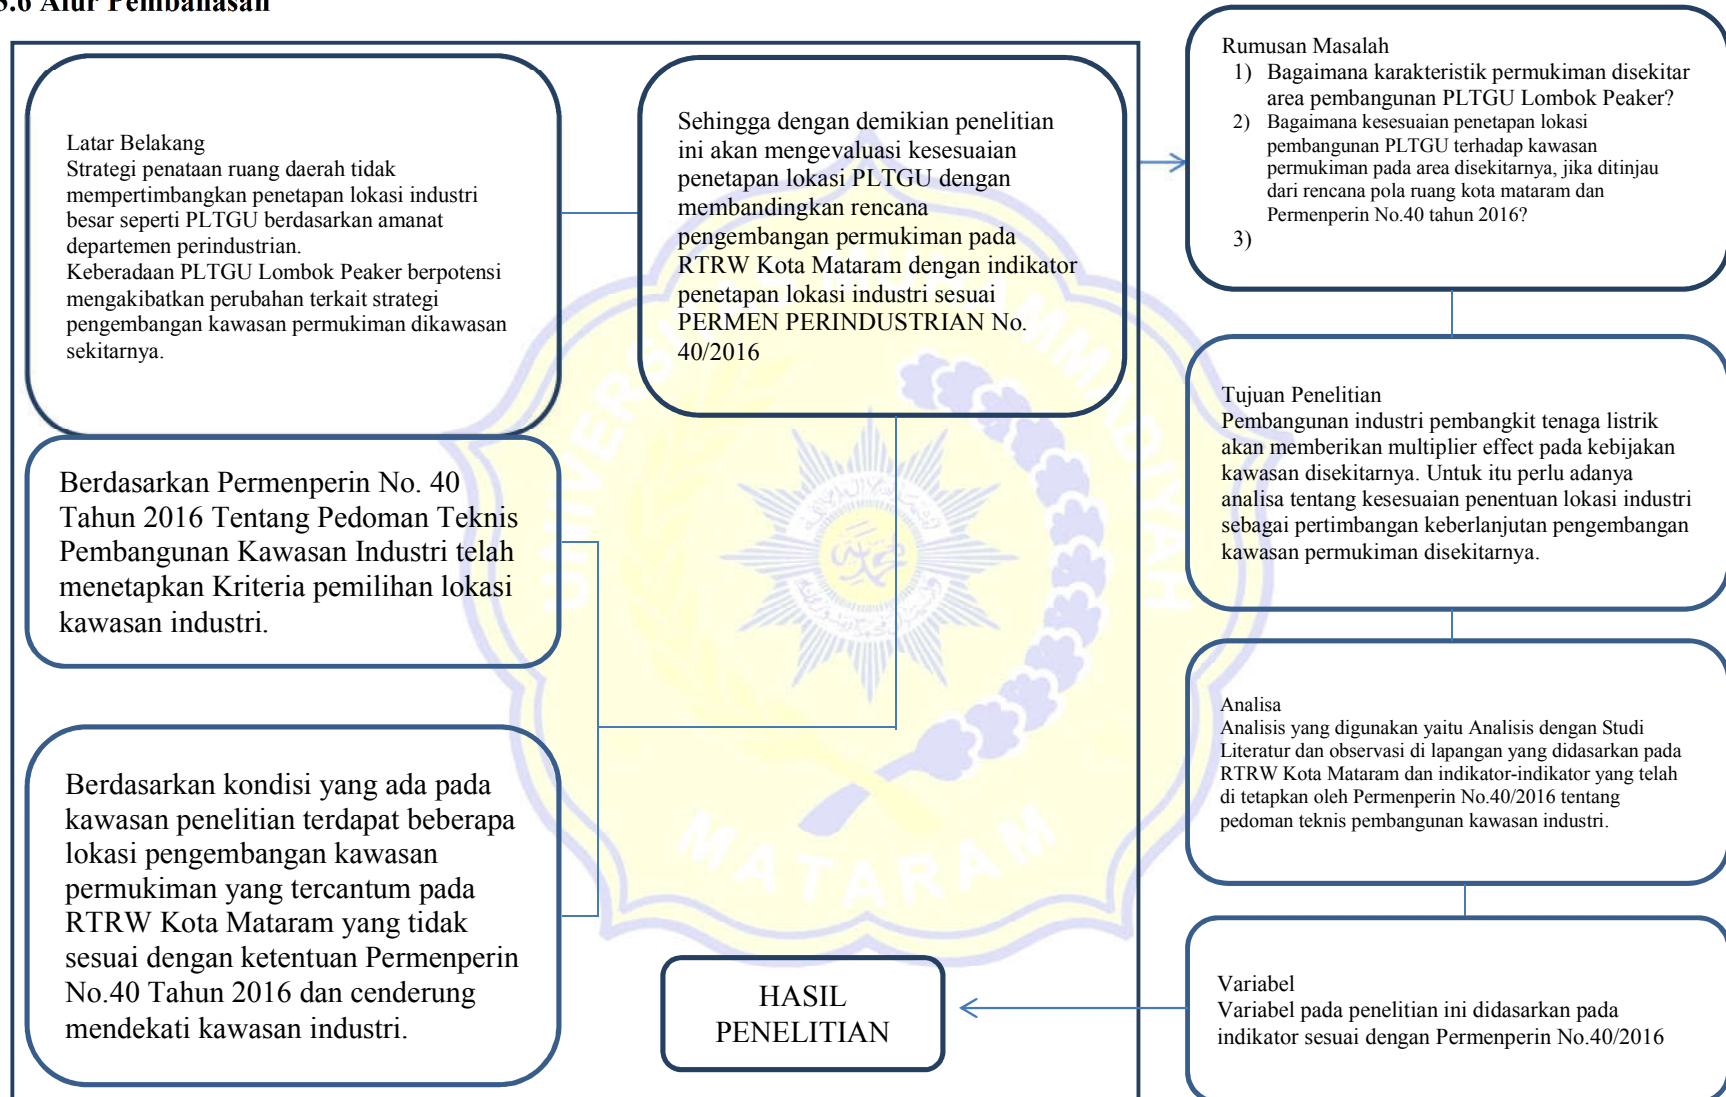 3.6 Alur Pembahasan
Latar Belakang
Strategi penataan ruang daerah tidak
mempertimbangkan penetapan lokasi industri
besar seperti PLTGU berdasarkan amanat
departemen perindustrian.
Keberadaan PLTGU Lombok Peaker berpotensi
mengakibatkan perubahan terkait strategi
pengembangan kawasan permukiman dikawasan
sekitarnya.
Berdasarkan Permenperin No. 40
Tahun 2016 Tentang Pedoman Teknis
Pembangunan Kawasan Industri telah
menetapkan Kriteria pemilihan lokasi
kawasan industri.
Berdasarkan kondisi yang ada pada
kawasan penelitian terdapat beberapa
lokasi pengembangan kawasan
permukiman yang tercantum pada
RTRW Kota Mataram yang tidak
sesuai dengan ketentuan Permenperin
No.40 Tahun 2016 dan cenderung
mendekati kawasan industri.
Sehingga dengan demikian penelitian
ini akan mengevaluasi kesesuaian
penetapan lokasi PLTGU dengan
membandingkan rencana
pengembangan permukiman pada
RTRW Kota Mataram dengan indikator
penetapan lokasi industri sesuai
PERMEN PERINDUSTRIAN No.
40/2016
Rumusan Masalah
1) Bagaimana karakteristik permukiman disekitar
area pembangunan PLTGU Lombok Peaker?
2) Bagaimana kesesuaian penetapan lokasi
pembangunan PLTGU terhadap kawasan
permukiman pada area disekitarnya, jika ditinjau
dari rencana pola ruang kota mataram dan
Permenperin No.40 tahun 2016?
3)
Tujuan Penelitian
Pembangunan industri pembangkit tenaga listrik
akan memberikan multiplier effect pada kebijakan
kawasan disekitarnya. Untuk itu perlu adanya
analisa tentang kesesuaian penentuan lokasi industri
sebagai pertimbangan keberlanjutan pengembangan
kawasan permukiman disekitarnya.
Analisa
Analisis yang digunakan yaitu Analisis dengan Studi
Literatur dan observasi di lapangan yang didasarkan pada
RTRW Kota Mataram dan indikator-indikator yang telah
di tetapkan oleh Permenperin No.40/2016 tentang
pedoman teknis pembangunan kawasan industri.
Variabel
Variabel pada penelitian ini didasarkan pada
indikator sesuai dengan Permenperin No.40/2016
HASIL
PENELITIAN
UNIVERSITAS MUHAMMADIYAH
MATARAM